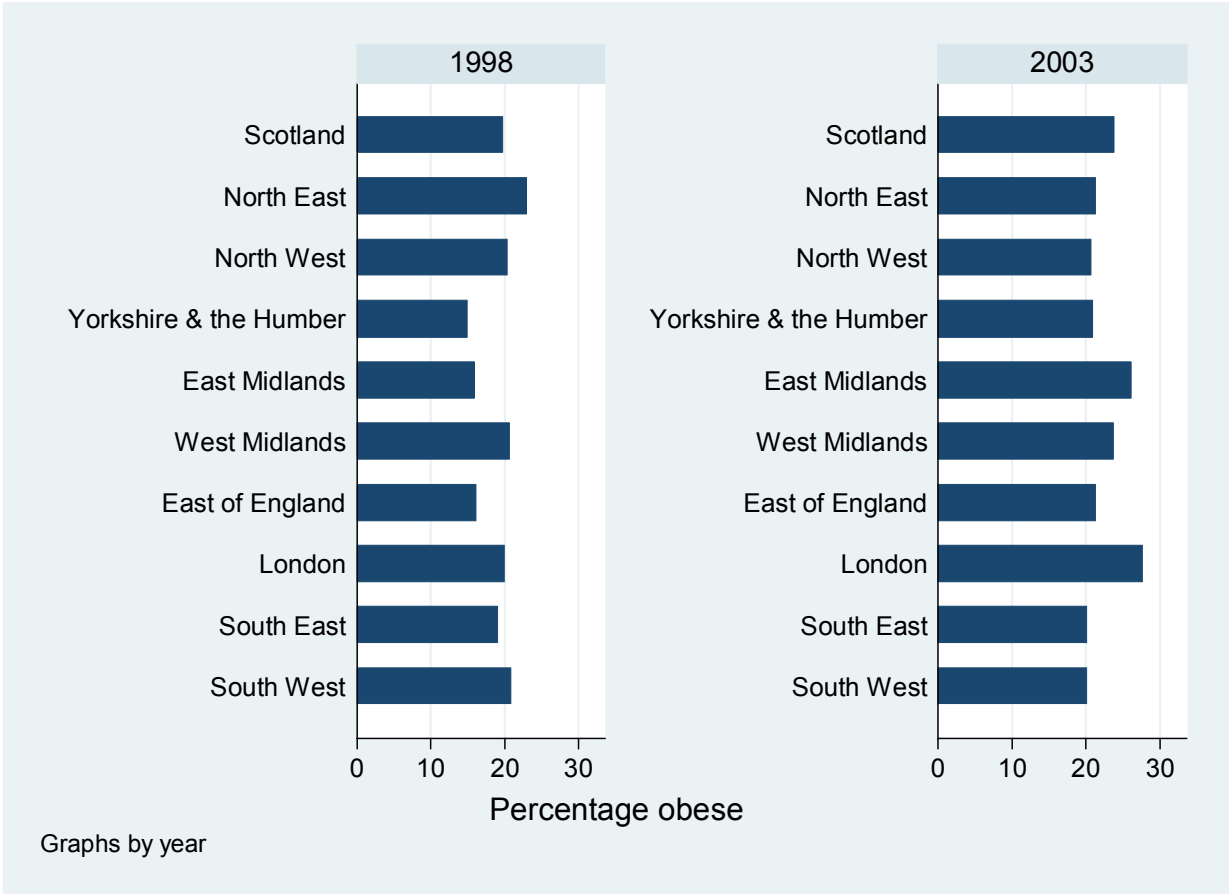 1998
Scotland
North East
North West
Yorkshire & the Humber
East Midlands
West Midlands
East of England
London
South East
South West
0 10 20 30
2003
Scotland
North East
North West
Yorkshire & the Humber
East Midlands
West Midlands
East of England
London
South East
South West
0 10 20 30
Percentage obese
Graphs by year